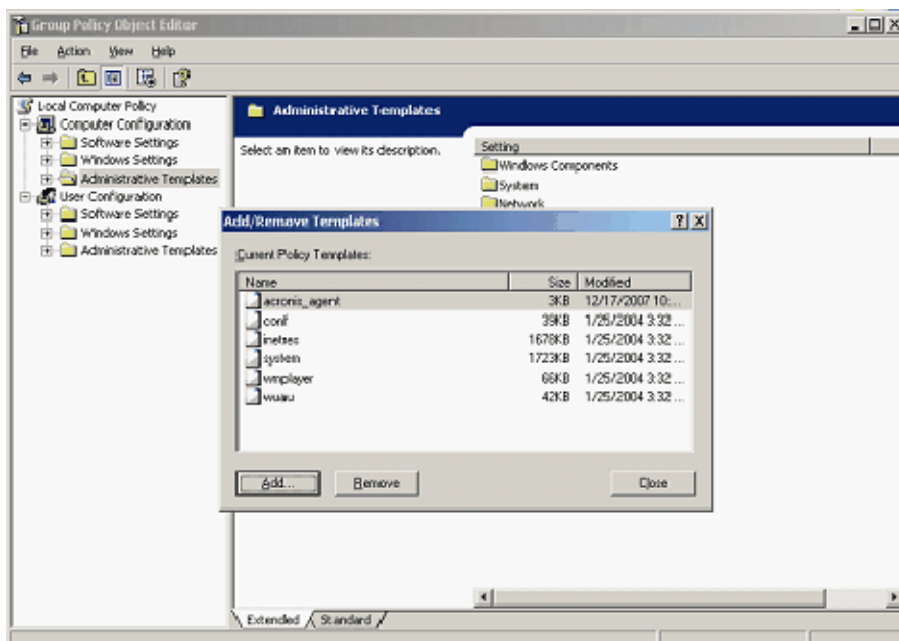 Group Policy Object Editor
File Action View Help
Local Computer Policy
Computer Configuration
Software Settings
Windows Settings
Administrative Templates
User Configuration
Software Settings
Windows Settings
Administrative Templates
Administrative Templates
Select an item to view its description.
Setting
Windows Components
System
Network
Add/Remove Templates
Current Policy Templates:
Name Size Modified
acronis_agent 3KB 12/17/2007 10:...
conf 39KB 1/25/2004 3:32 ...
inetres 1678KB 1/25/2004 3:32 ...
system 1723KB 1/25/2004 3:32 ...
wmplayer 66KB 1/25/2004 3:32 ...
wuau 42KB 1/25/2004 3:32 ...
Add... Remove Close
Extended Standard